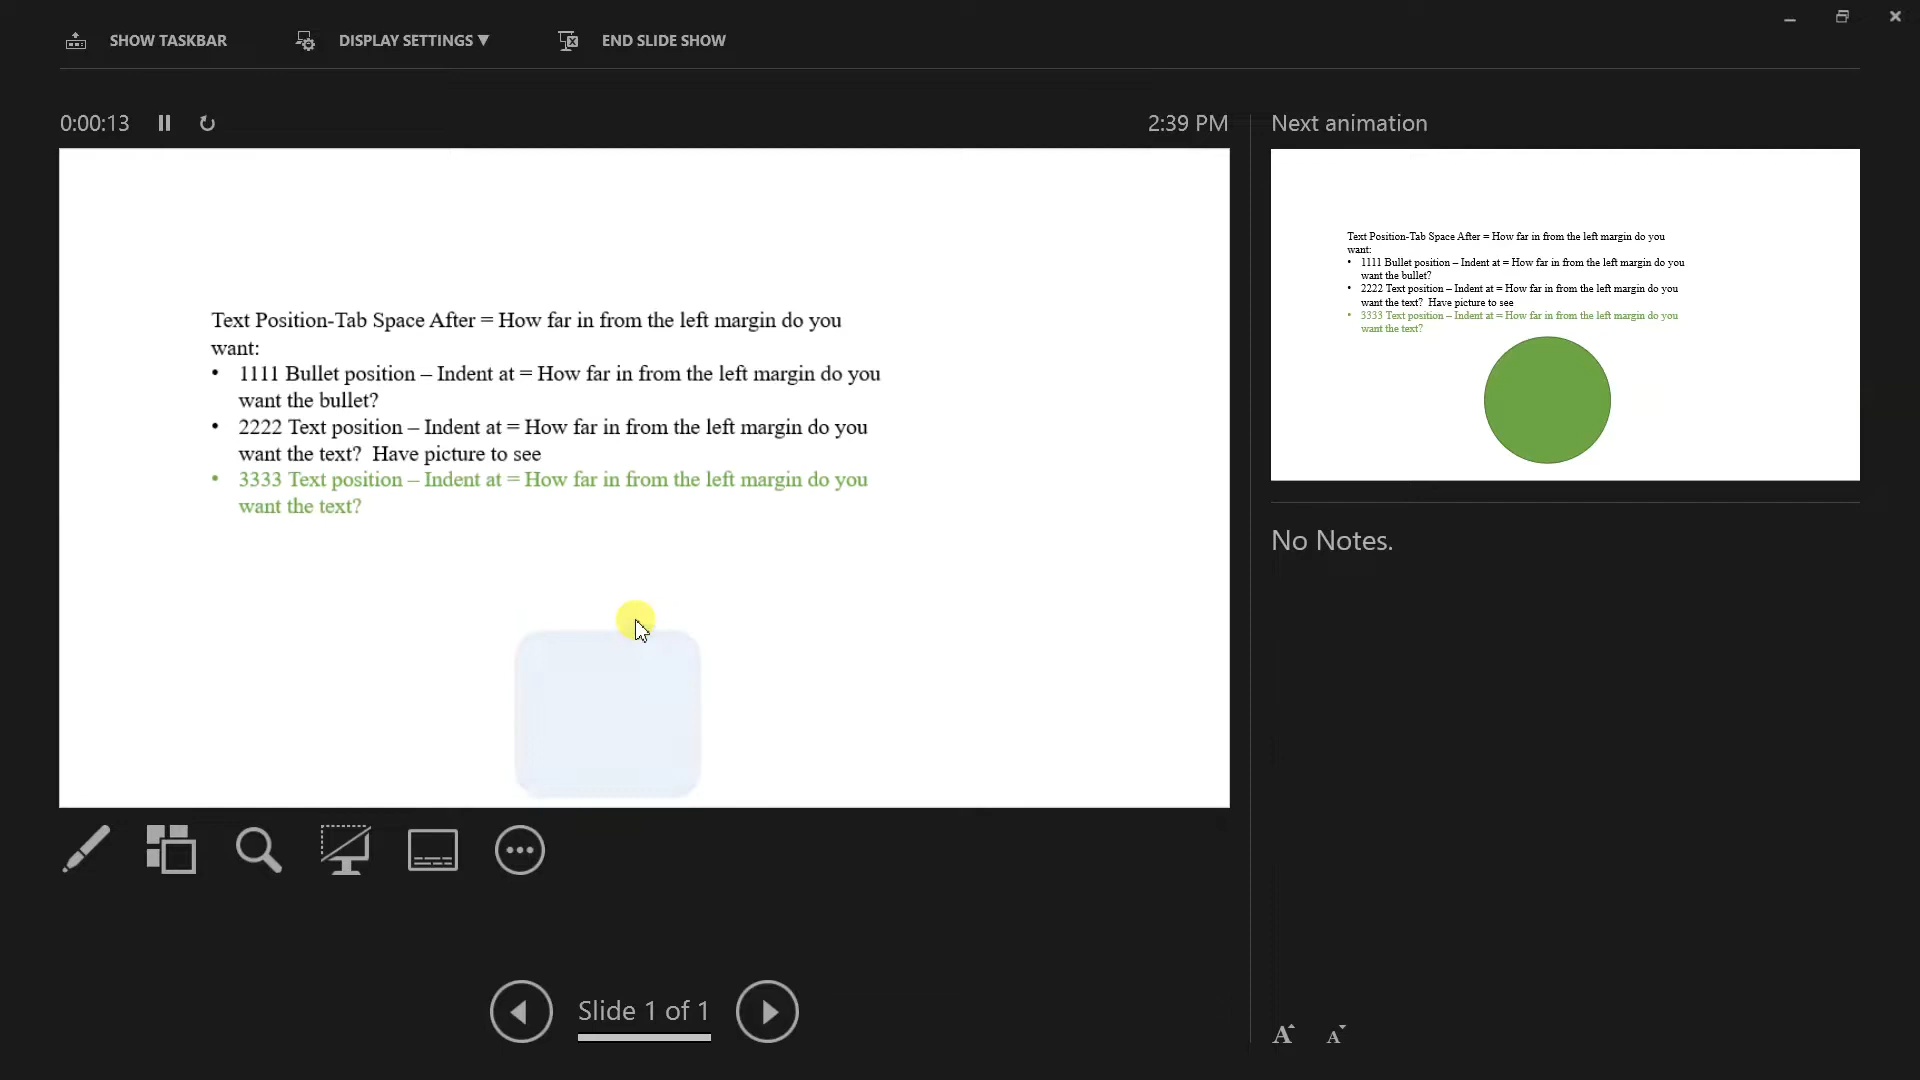 SHOW TASKBAR
DISPLAY SETTINGS ▼
END SLIDE SHOW
0:00:13
2:39 PM
Text Position-Tab Space After = How far in from the left margin do you
want:
• 1111 Bullet position – Indent at = How far in from the left margin do you
want the bullet?
• 2222 Text position – Indent at = How far in from the left margin do you
want the text?  Have picture to see
• 3333 Text position – Indent at = How far in from the left margin do you
want the text?
Slide 1 of 1
Next animation
Text Position-Tab Space After = How far in from the left margin do you
want:
• 1111 Bullet position – Indent at = How far in from the left margin do you
want the bullet?
• 2222 Text position – Indent at = How far in from the left margin do you
want the text?  Have picture to see
• 3333 Text position – Indent at = How far in from the left margin do you
want the text?
No Notes.
A A